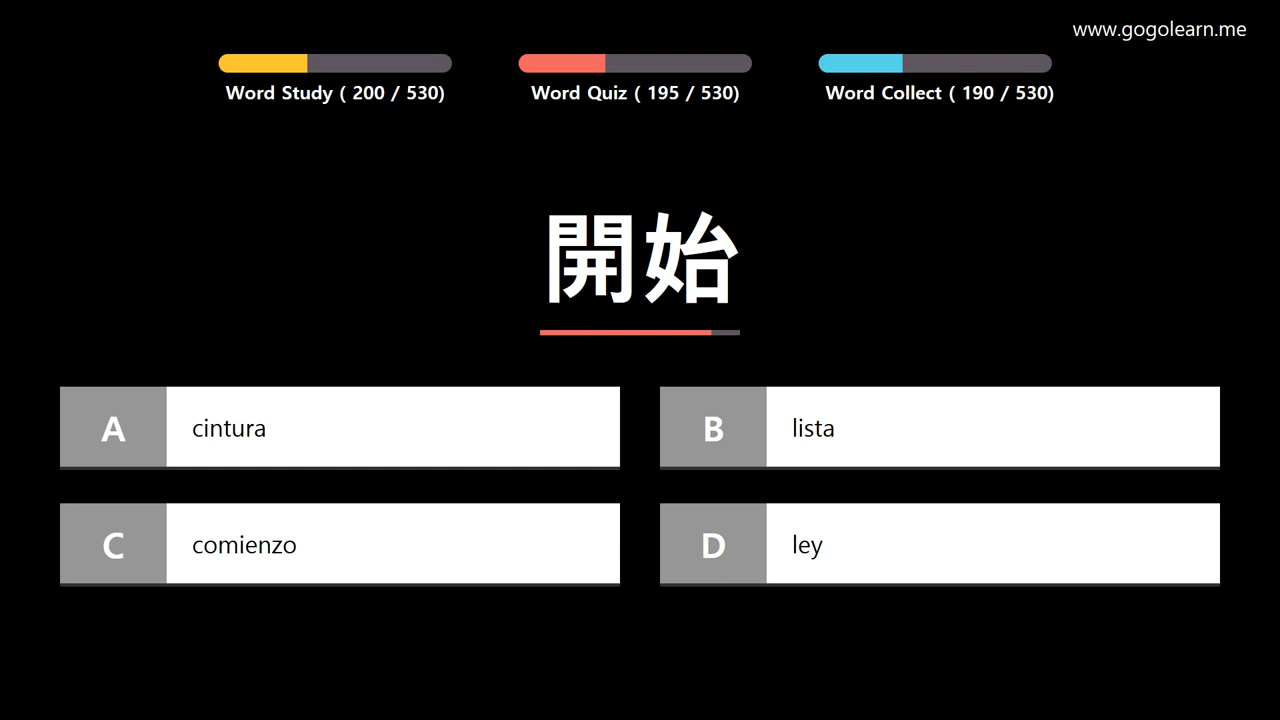 www.gogolearn.me
Word Study ( 200 / 530)
Word Quiz ( 195 / 530)
Word Collect ( 190 / 530)
開始
A cintura
B lista
C comienzo
D ley